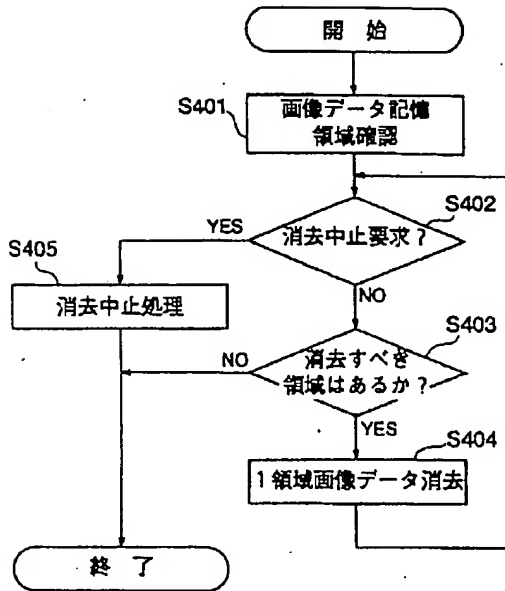 開 始
S401
画像データ記憶
領域確認
S402
消去中止要求?
YES
NO
S405
消去中止処理
S403
消去すべき
領域はあるか?
NO
YES
S404
1領域画像データ消去
終 了